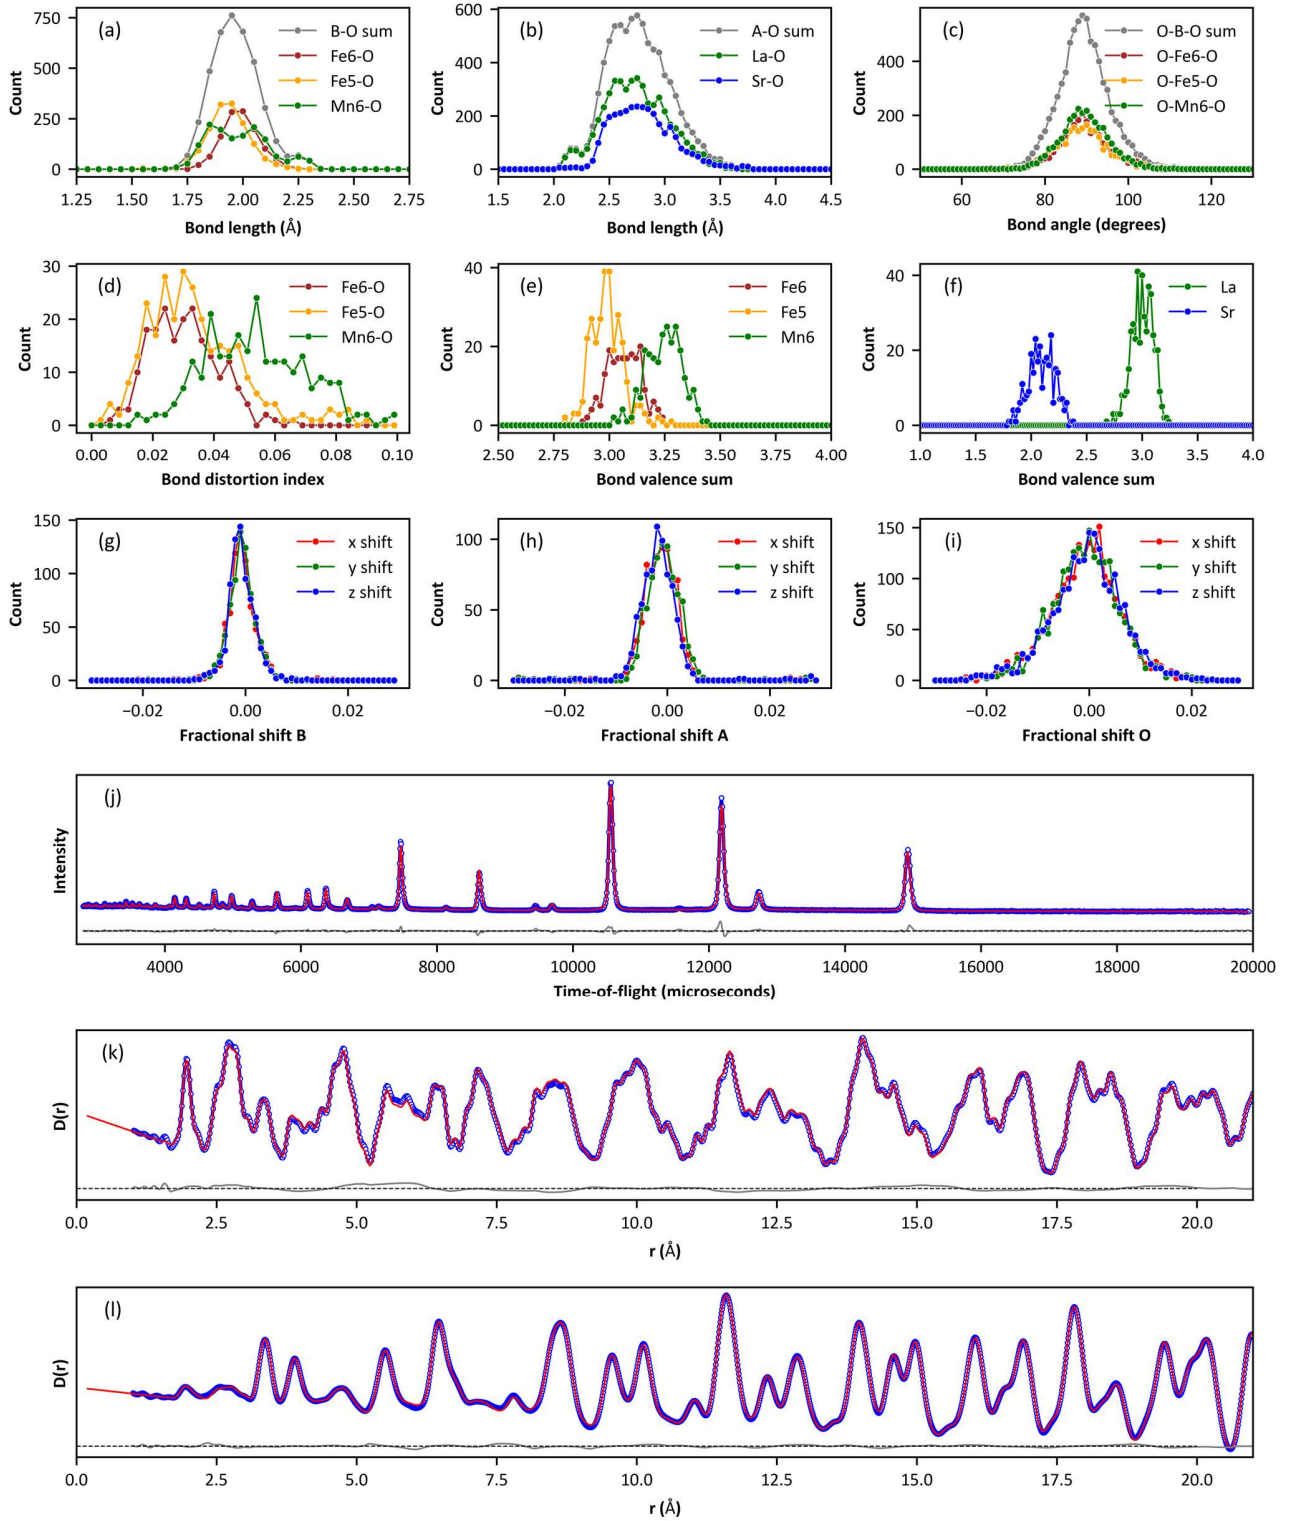 (a)
B-O sum
Fe6-O
Fe5-O
Mn6-O
750
500
250
0
Count
1.25 1.50 1.75 2.00 2.25 2.50 2.75
Bond length (Å)
(b)
A-O sum
La-O
Sr-O
600
400
200
0
Count
1.5 2.0 2.5 3.0 3.5 4.0 4.5
Bond length (Å)
(c)
O-B-O sum
O-Fe6-O
O-Fe5-O
O-Mn6-O
400
200
0
Count
60 80 100 120
Bond angle (degrees)
(d)
Fe6-O
Fe5-O
Mn6-O
30
20
10
0
Count
0.00 0.02 0.04 0.06 0.08 0.10
Bond distortion index
(e)
Fe6
Fe5
Mn6
40
20
0
Count
2.50 2.75 3.00 3.25 3.50 3.75 4.00
Bond valence sum
(f)
La
Sr
40
20
0
Count
1.0 1.5 2.0 2.5 3.0 3.5 4.0
Bond valence sum
(g)
x shift
y shift
z shift
150
100
50
0
Count
−0.02 0.00 0.02
Fractional shift B
(h)
x shift
y shift
z shift
100
50
0
Count
−0.02 0.00 0.02
Fractional shift A
(i)
x shift
y shift
z shift
150
100
50
0
Count
−0.02 0.00 0.02
Fractional shift O
(j)
Intensity
4000 6000 8000 10000 12000 14000 16000 18000 20000
Time-of-flight (microseconds)
(k)
D(r)
0.0 2.5 5.0 7.5 10.0 12.5 15.0 17.5 20.0
r (Å)
(l)
D(r)
0.0 2.5 5.0 7.5 10.0 12.5 15.0 17.5 20.0
r (Å)